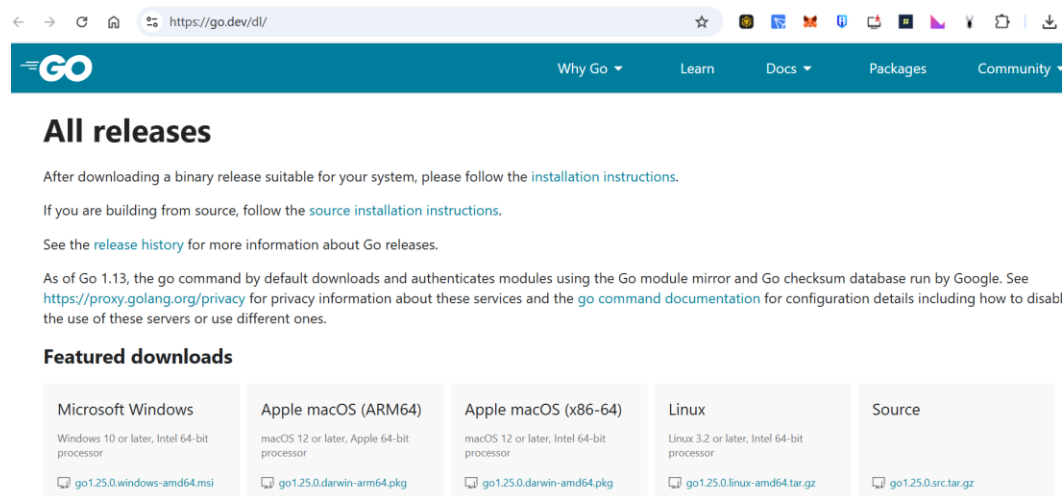 https://go.dev/dl/
GO
Why Go
Learn
Docs
Packages
Community
All releases
After downloading a binary release suitable for your system, please follow the installation instructions.
If you are building from source, follow the source installation instructions.
See the release history for more information about Go releases.
As of Go 1.13, the go command by default downloads and authenticates modules using the Go module mirror and Go checksum database run by Google. See
https://proxy.golang.org/privacy for privacy information about these services and the go command documentation for configuration details including how to disabl
the use of these servers or use different ones.
Featured downloads
Microsoft Windows
Windows 10 or later, Intel 64-bit
processor
go1.25.0.windows-amd64.msi
Apple macOS (ARM64)
macOS 12 or later, Apple 64-bit
processor
go1.25.0.darwin-arm64.pkg
Apple macOS (x86-64)
macOS 12 or later, Intel 64-bit
processor
go1.25.0.darwin-amd64.pkg
Linux
Linux 3.2 or later, Intel 64-bit
processor
go1.25.0.linux-amd64.tar.gz
Source
go1.25.0.src.tar.gz